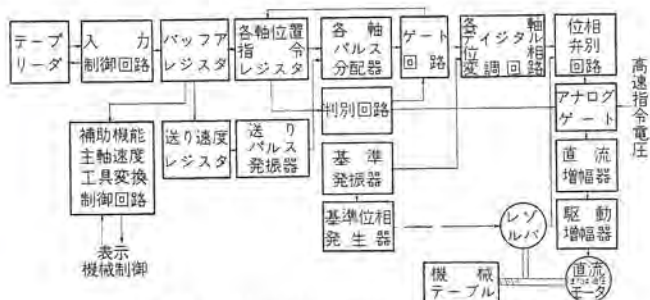 テープ
リーダ
入力
制御回路
バッファ
レジスタ
各軸位置
指令
レジスタ
各軸
パルス
分配器
ゲート
回路
各軸
ディジタル
位相
変調回路
位相
弁別
回路
判別回路
アナログ
ゲート
高速指令電圧
補助機能
主軸速度
工具変換
制御回路
送り速度
レジスタ
送り
パルス
発振器
基準
発振器
直流
増幅器
基準位相
発生器
レゾ
ルバ
駆動
増幅器
表示
機械制御
機械
テーブル
直流
モータ